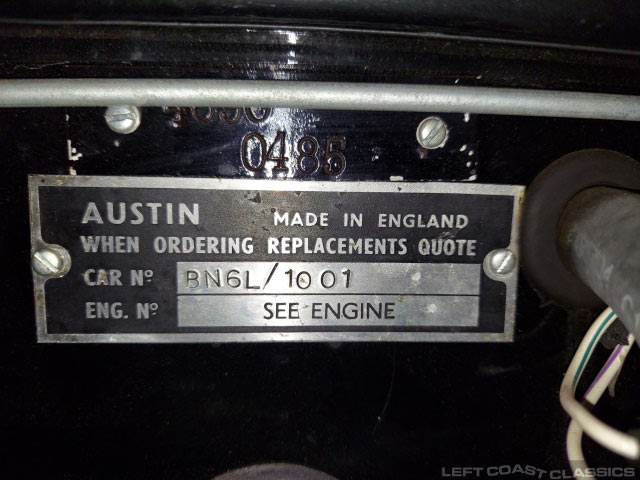 0485
AUSTIN MADE IN ENGLAND
WHEN ORDERING REPLACEMENTS QUOTE
CAR Nº BN6L/1001
ENG. Nº SEE ENGINE
LEFT COAST CLASSICS